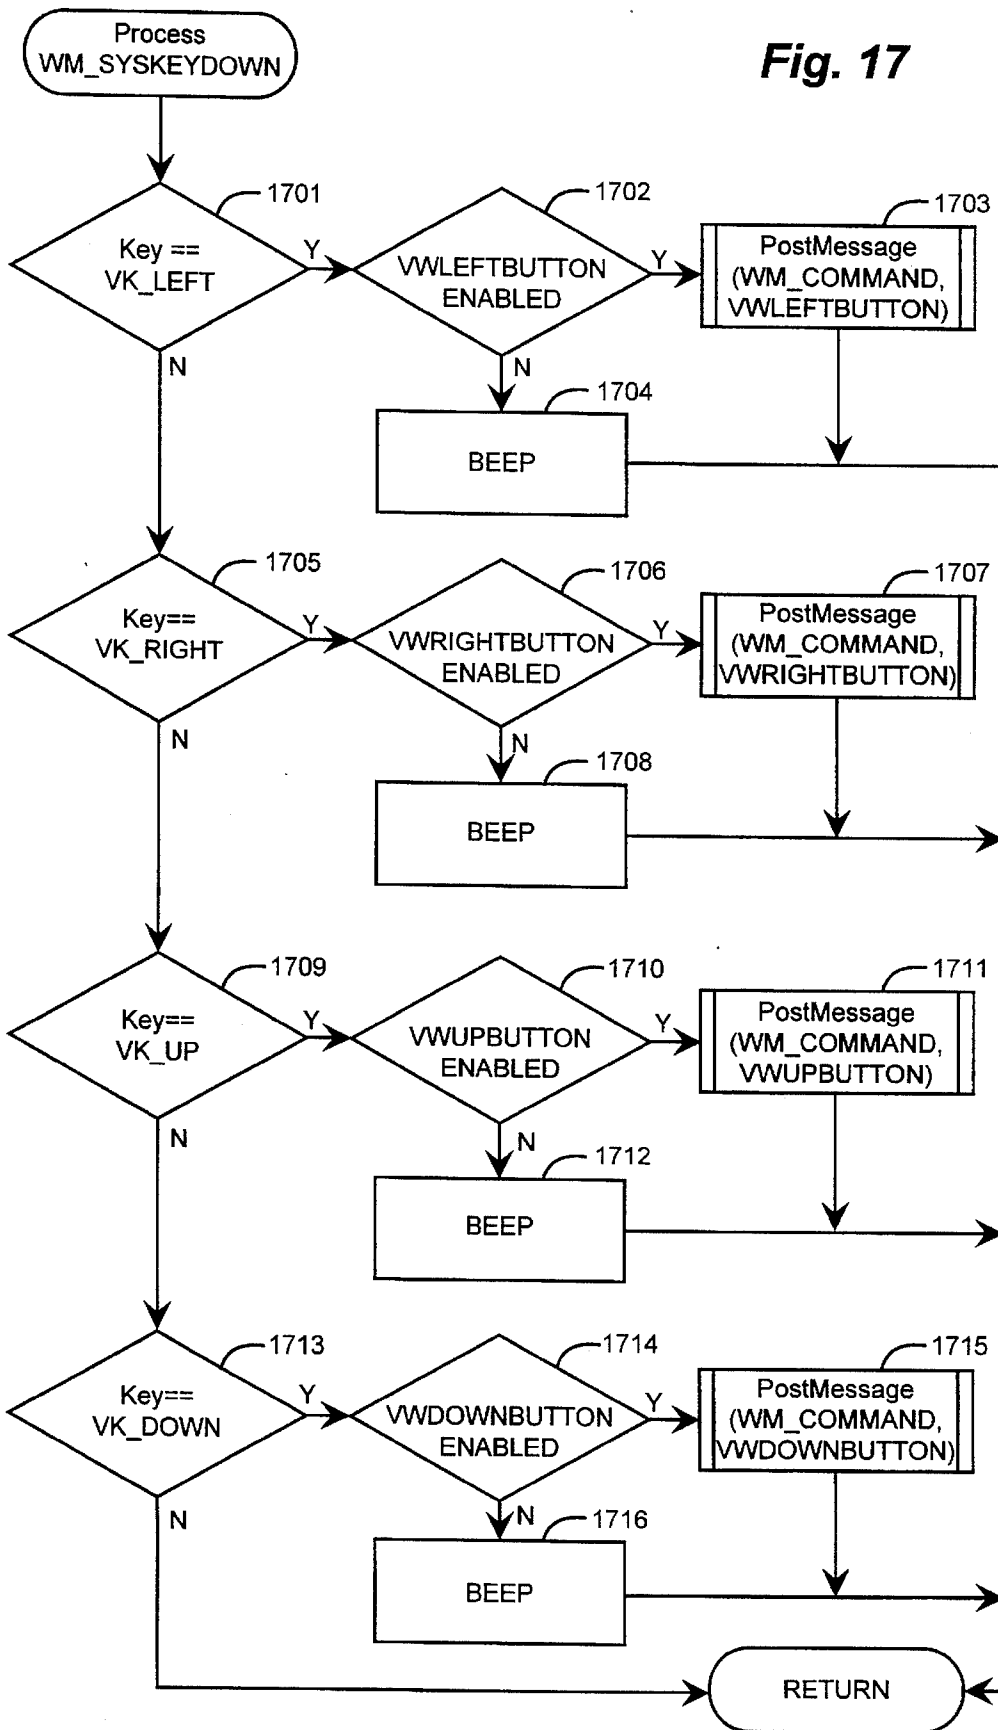 Process
WM_SYSKEYDOWN
Fig. 17
1701
Key ==
VK_LEFT
Y
N
1702
VWLEFTBUTTON
ENABLED
Y
N
1703
PostMessage
(WM_COMMAND,
VWLEFTBUTTON)
1704
BEEP
1705
Key==
VK_RIGHT
Y
N
1706
VWRIGHTBUTTON
ENABLED
Y
N
1707
PostMessage
(WM_COMMAND,
VWRIGHTBUTTON)
1708
BEEP
1709
Key==
VK_UP
Y
N
1710
VWUPBUTTON
ENABLED
Y
N
1711
PostMessage
(WM_COMMAND,
VWUPBUTTON)
1712
BEEP
1713
Key==
VK_DOWN
Y
N
1714
VWDOWNBUTTON
ENABLED
Y
N
1715
PostMessage
(WM_COMMAND,
VWDOWNBUTTON)
1716
BEEP
RETURN